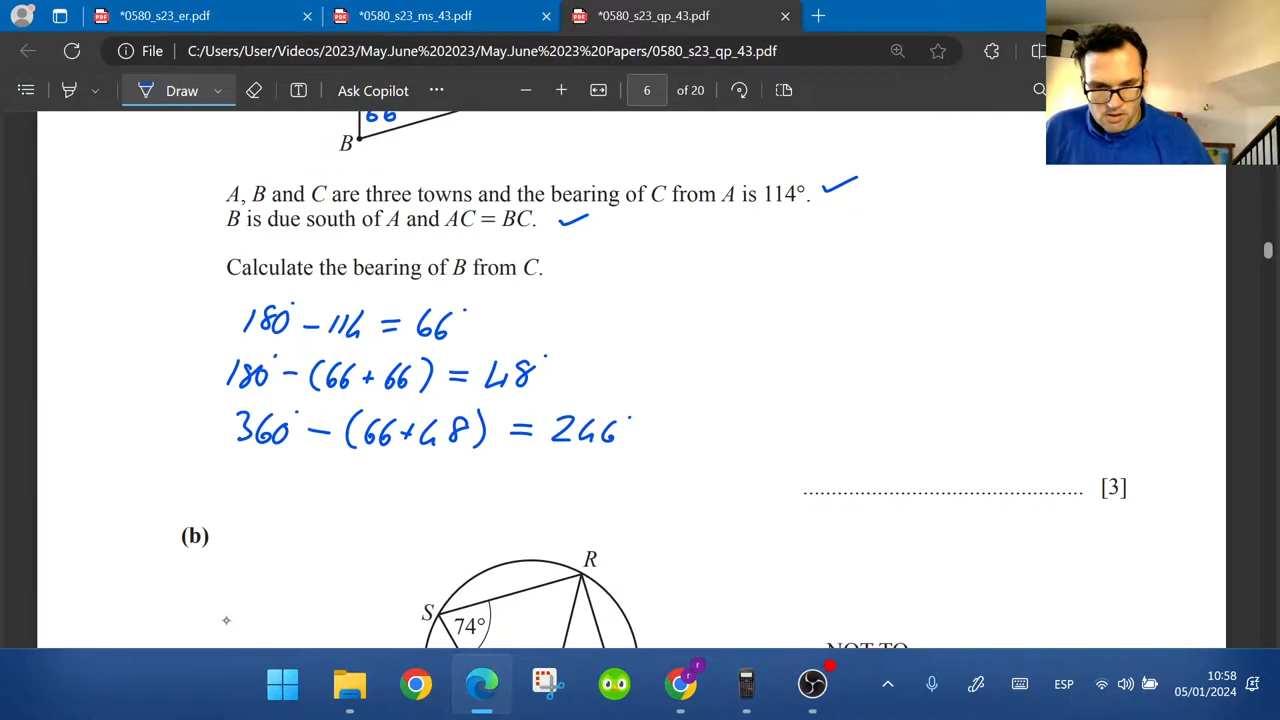 *0580_s23_er.pdf
*0580_s23_ms_43.pdf
*0580_s23_qp_43.pdf
File
C:/Users/User/Videos/2023/May.June%202023/May.June%2023%20Papers/0580_s23_qp_43.pdf
Draw
Ask Copilot
6
of 20
66
B
A, B and C are three towns and the bearing of C from A is 114°.
B is due south of A and AC = BC.
Calculate the bearing of B from C.
180° - 114 = 66°
180° - (66 + 66) = 48°
360° - (66+48) = 246°
[3]
(b)
R
S
74°
NOT TO
r
ESP
10:58
05/01/2024